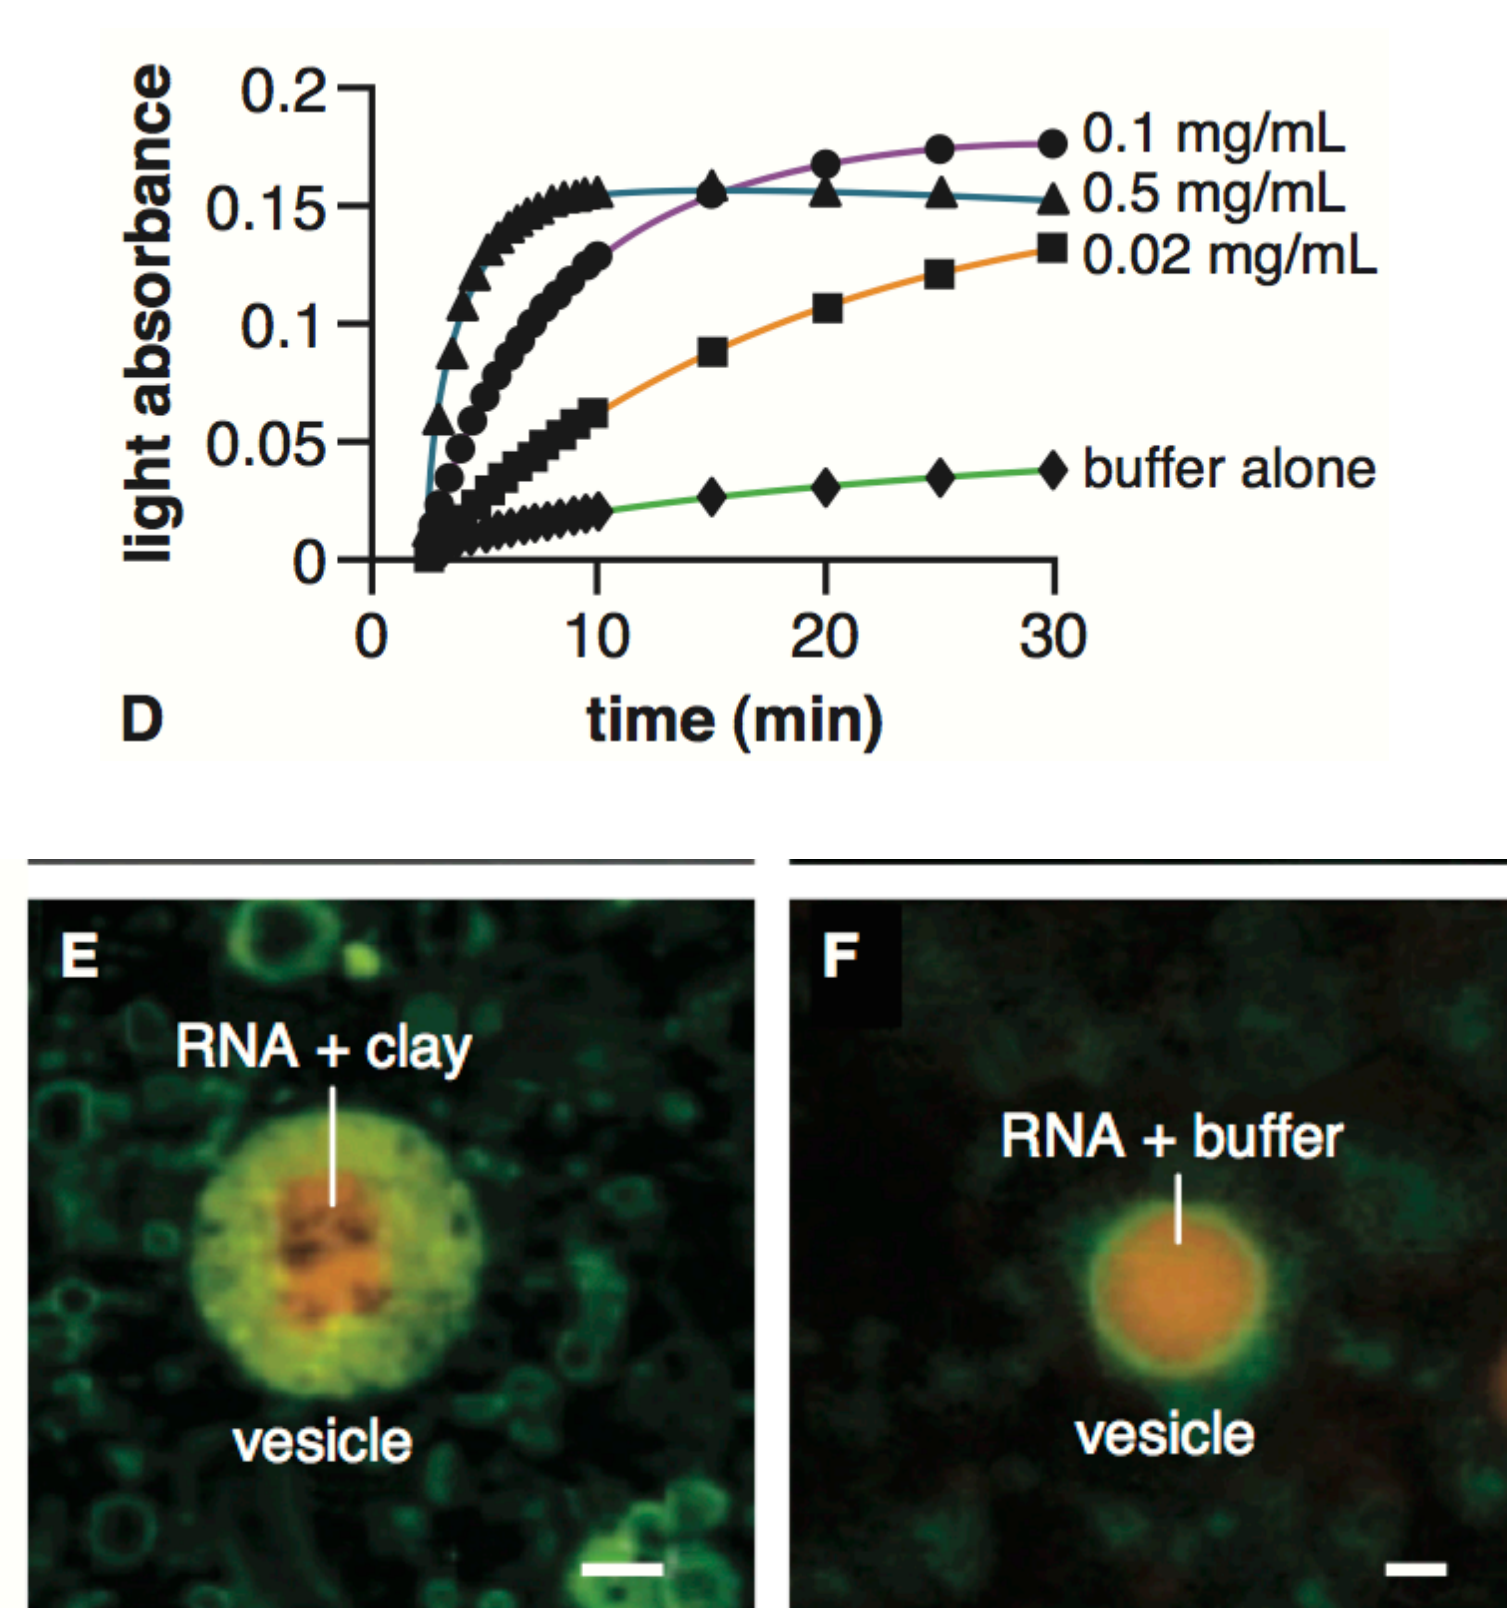 light absorbance
0.2
0.15
0.1
0.05
0
0.1 mg/mL
0.5 mg/mL
0.02 mg/mL
buffer alone
0 10 20 30
D
time (min)
E
RNA + clay
vesicle
F
RNA + buffer
vesicle